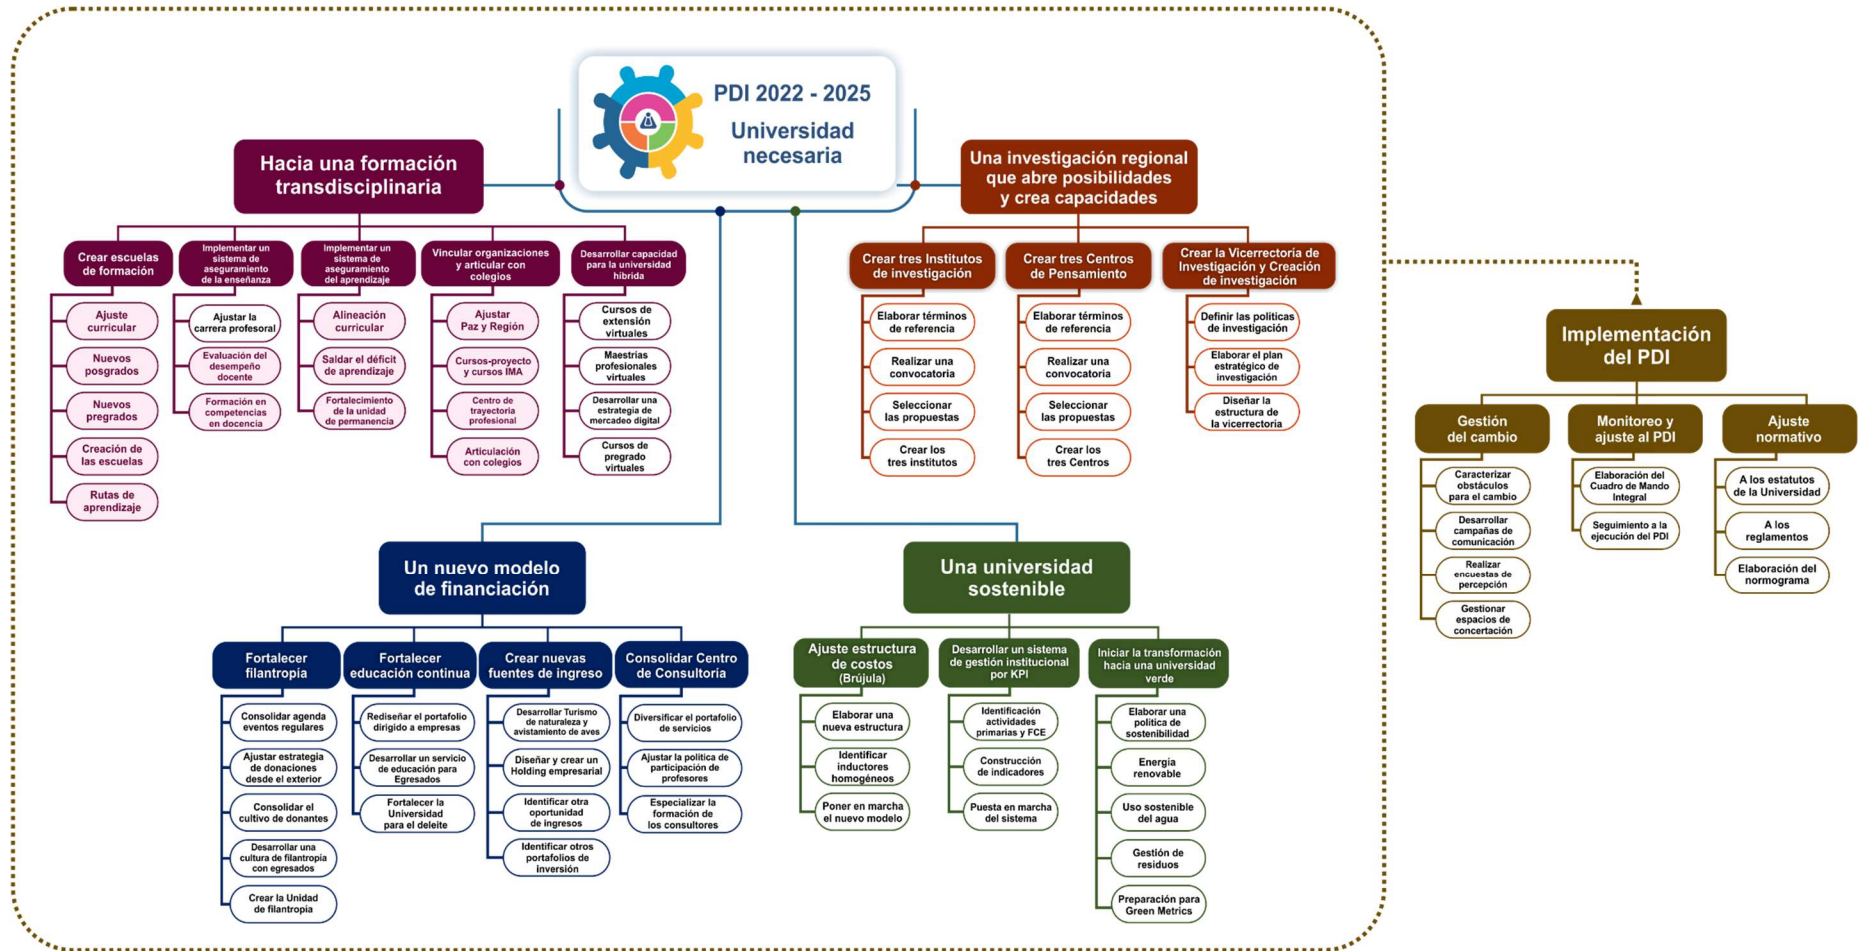 PDI 2022 - 2025
Universidad
necesaria
Hacia una formación
transdisciplinaria
Crear escuelas
de formación
Ajuste
curricular
Nuevos
posgrados
Nuevos
pregrados
Creación de
las escuelas
Rutas de
aprendizaje
Implementar un
sistema de
aseguramiento
de la enseñanza
Ajustar la
carrera profesoral
Evaluación del
desempeño
docente
Formación en
competencias
en docencia
Implementar un
sistema de
aseguramiento
del aprendizaje
Alineación
curricular
Saldar el déficit
de aprendizaje
Fortalecimiento
de la unidad
de permanencia
Vincular organizaciones
y articular con
colegios
Ajustar
Paz y Región
Cursos-proyecto
y cursos IMA
Centro de
trayectoria
profesional
Articulación
con colegios
Desarrollar capacidad
para la universidad
híbrida
Cursos de
extensión
virtuales
Maestrias
profesionales
virtuales
Desarrollar una
estrategia de
mercadeo digital
Cursos de
pregrado
virtuales
Una investigación regional
que abre posibilidades
y crea capacidades
Crear tres Institutos
de investigación
Elaborar términos
de referencia
Realizar una
convocatoria
Seleccionar
las propuestas
Crear los
tres institutos
Crear tres Centros
de Pensamiento
Elaborar términos
de referencia
Realizar una
convocatoria
Seleccionar
las propuestas
Crear los
tres Centros
Crear la Vicerrectoría de
Investigación y Creación
de investigación
Definir las políticas
de investigación
Elaborar el plan
estratégico de
investigación
Diseñar la
estructura de
la vicerrectoría
Un nuevo modelo
de financiación
Fortalecer
filantropía
Consolidar agenda
eventos regulares
Ajustar estrategia
de donaciones
desde el exterior
Consolidar el
cultivo de donantes
Desarrollar una
cultura de filantropía
con egresados
Crear la Unidad
de filantropía
Fortalecer
educación continua
Rediseñar el portafolio
dirigido a empresas
Desarrollar un servicio
de educación para
Egresados
Fortalecer la
Universidad
para el deleite
Crear nuevas
fuentes de ingreso
Desarrollar Turismo
de naturaleza y
avistamiento de aves
Diseñar y crear un
Holding empresarial
Identificar otra
oportunidad
de ingresos
Identificar otros
portafolios de
inversión
Consolidar Centro
de Consultoría
Diversificar el portafolio
de servicios
Ajustar la política de
participación de
profesores
Especializar la
formación de
los consultores
Una universidad
sostenible
Ajuste estructura
de costos
(Brújula)
Elaborar una
nueva estructura
Identificar
inductores
homogéneos
Poner en marcha
el nuevo modelo
Desarrollar un sistema
de gestión institucional
por KPI
Identificación
actividades
primarias y FCE
Construcción
de indicadores
Puesta en marcha
del sistema
Iniciar la transformación
hacia una universidad
verde
Elaborar una
política de
sostenibilidad
Energía
renovable
Uso sostenible
del agua
Gestión de
residuos
Preparación para
Green Metrics
Implementación
del PDI
Gestión
del cambio
Caracterizar
obstáculos
para el cambio
Desarrollar
campañas de
comunicación
Realizar
encuestas de
percepción
Gestionar
espacios de
concertación
Monitoreo y
ajuste al PDI
Elaboración del
Cuadro de Mando
Integral
Seguimiento a la
ejecución del PDI
Ajuste
normativo
A los estatutos
de la Universidad
A los
reglamentos
Elaboración del
normograma